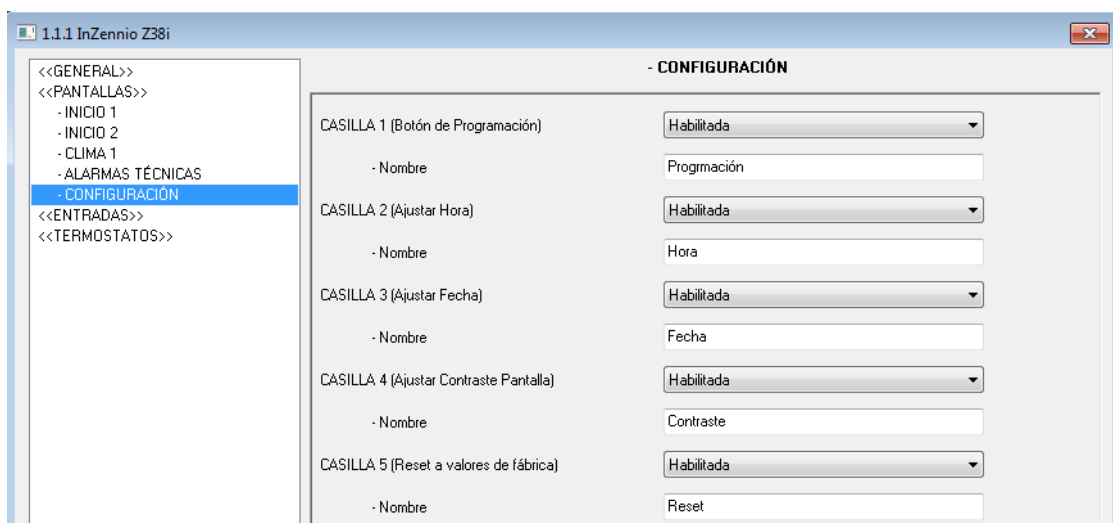 1.1.1 InZennio Z38i
<<GENERAL>>
<<PANTALLAS>>
- INICIO 1
- INICIO 2
- CLIMA 1
- ALARMAS TÉCNICAS
- CONFIGURACIÓN
<<ENTRADAS>>
<<TERMOSTATOS>>
- CONFIGURACIÓN
CASILLA 1 (Botón de Programación) Habilitada
- Nombre Progrmación
CASILLA 2 (Ajustar Hora) Habilitada
- Nombre Hora
CASILLA 3 (Ajustar Fecha) Habilitada
- Nombre Fecha
CASILLA 4 (Ajustar Contraste Pantalla) Habilitada
- Nombre Contraste
CASILLA 5 (Reset a valores de fábrica) Habilitada
- Nombre Reset